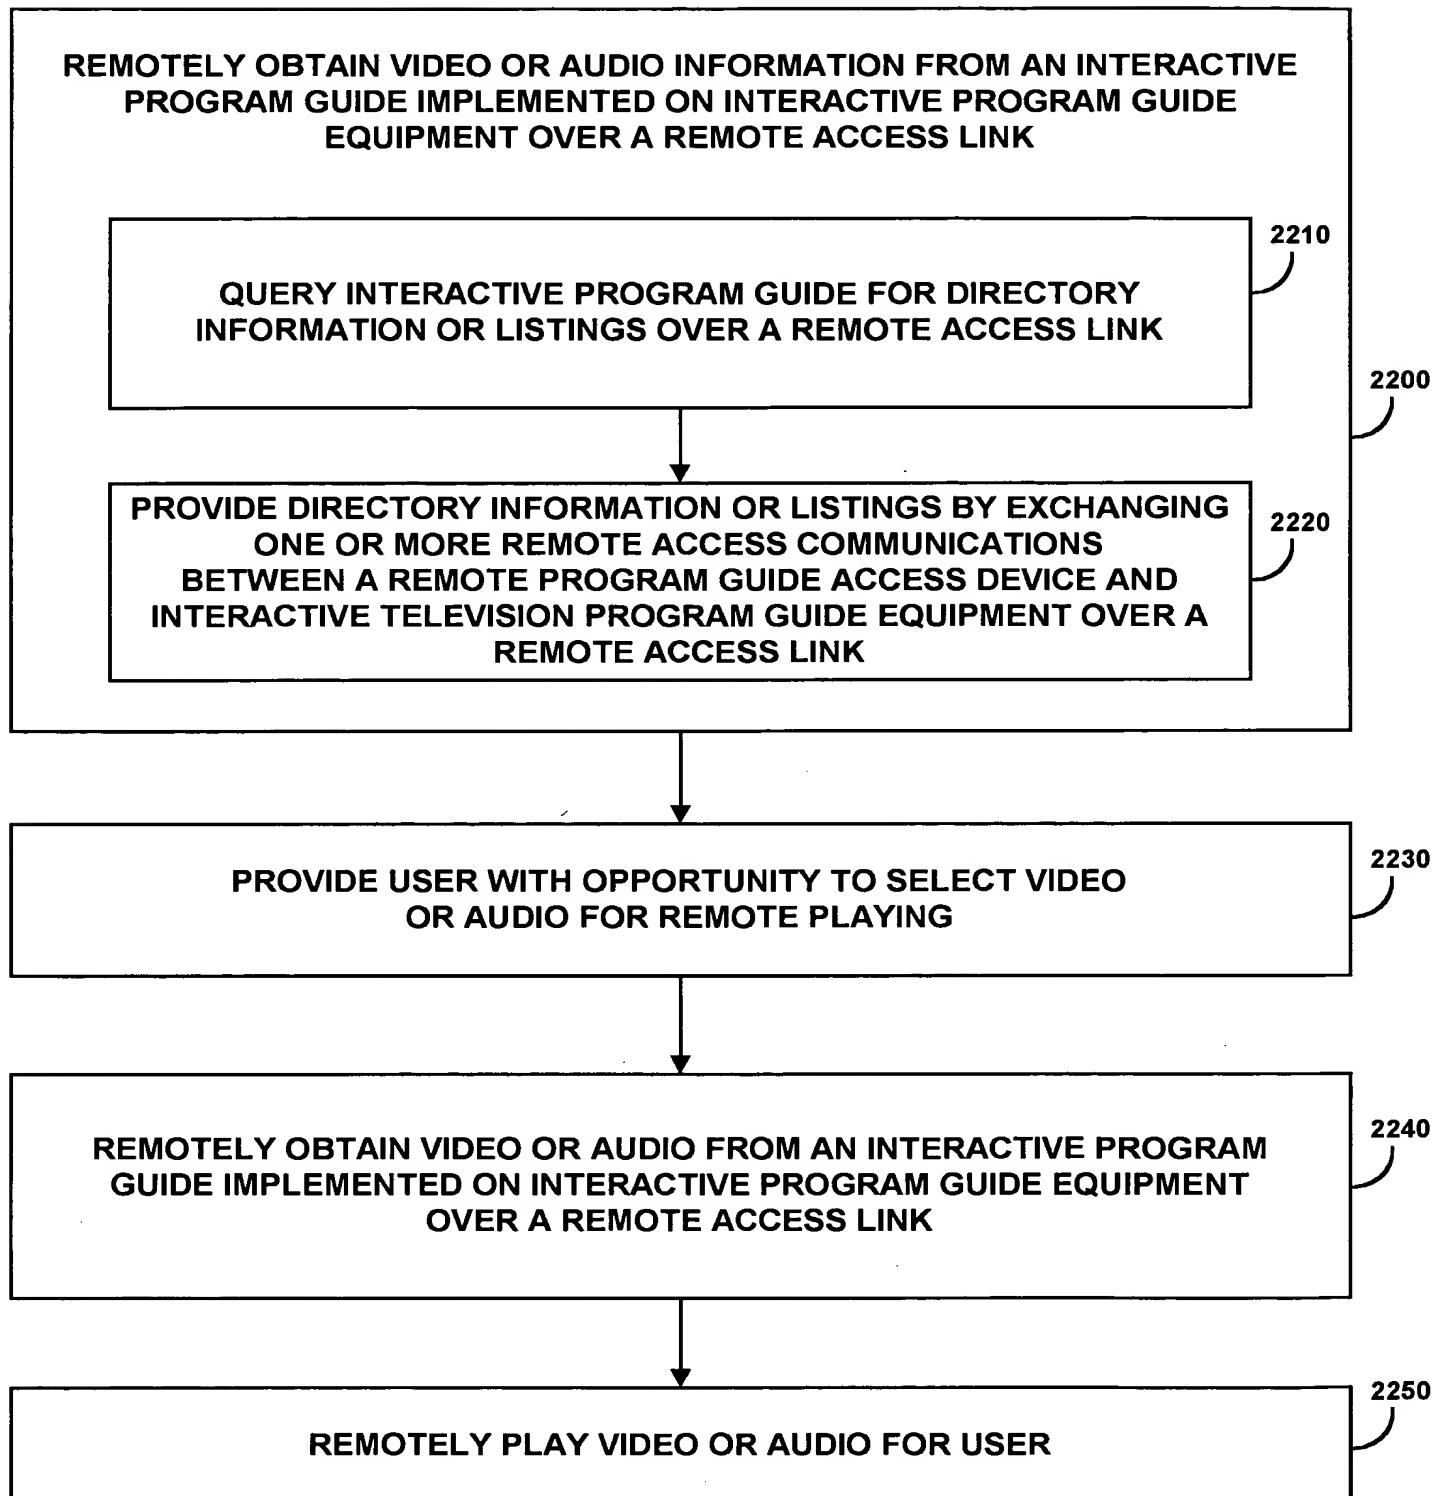 REMOTELY OBTAIN VIDEO OR AUDIO INFORMATION FROM AN INTERACTIVE
PROGRAM GUIDE IMPLEMENTED ON INTERACTIVE PROGRAM GUIDE
EQUIPMENT OVER A REMOTE ACCESS LINK
2210
QUERY INTERACTIVE PROGRAM GUIDE FOR DIRECTORY
INFORMATION OR LISTINGS OVER A REMOTE ACCESS LINK
2200
PROVIDE DIRECTORY INFORMATION OR LISTINGS BY EXCHANGING
ONE OR MORE REMOTE ACCESS COMMUNICATIONS
BETWEEN A REMOTE PROGRAM GUIDE ACCESS DEVICE AND
INTERACTIVE TELEVISION PROGRAM GUIDE EQUIPMENT OVER A
REMOTE ACCESS LINK
2220
PROVIDE USER WITH OPPORTUNITY TO SELECT VIDEO
OR AUDIO FOR REMOTE PLAYING
2230
REMOTELY OBTAIN VIDEO OR AUDIO FROM AN INTERACTIVE PROGRAM
GUIDE IMPLEMENTED ON INTERACTIVE PROGRAM GUIDE EQUIPMENT
OVER A REMOTE ACCESS LINK
2240
REMOTELY PLAY VIDEO OR AUDIO FOR USER
2250